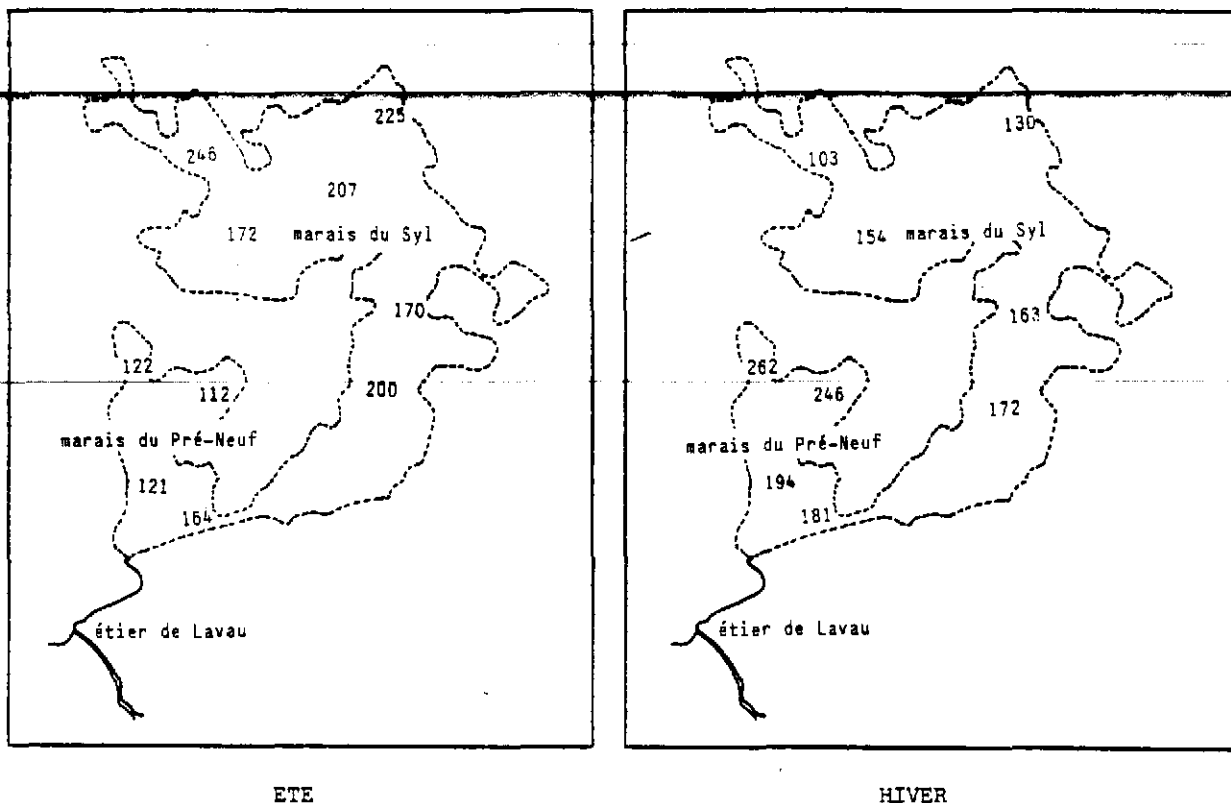 225
246
207
172 marais du Syl
170
122
112
200
marais du Pré-Neuf
121
164
étier de Lavau
ETE
130
103
154 marais du Syl
163
262
246
172
marais du Pré-Neuf
194
181
étier de Lavau
HIVER